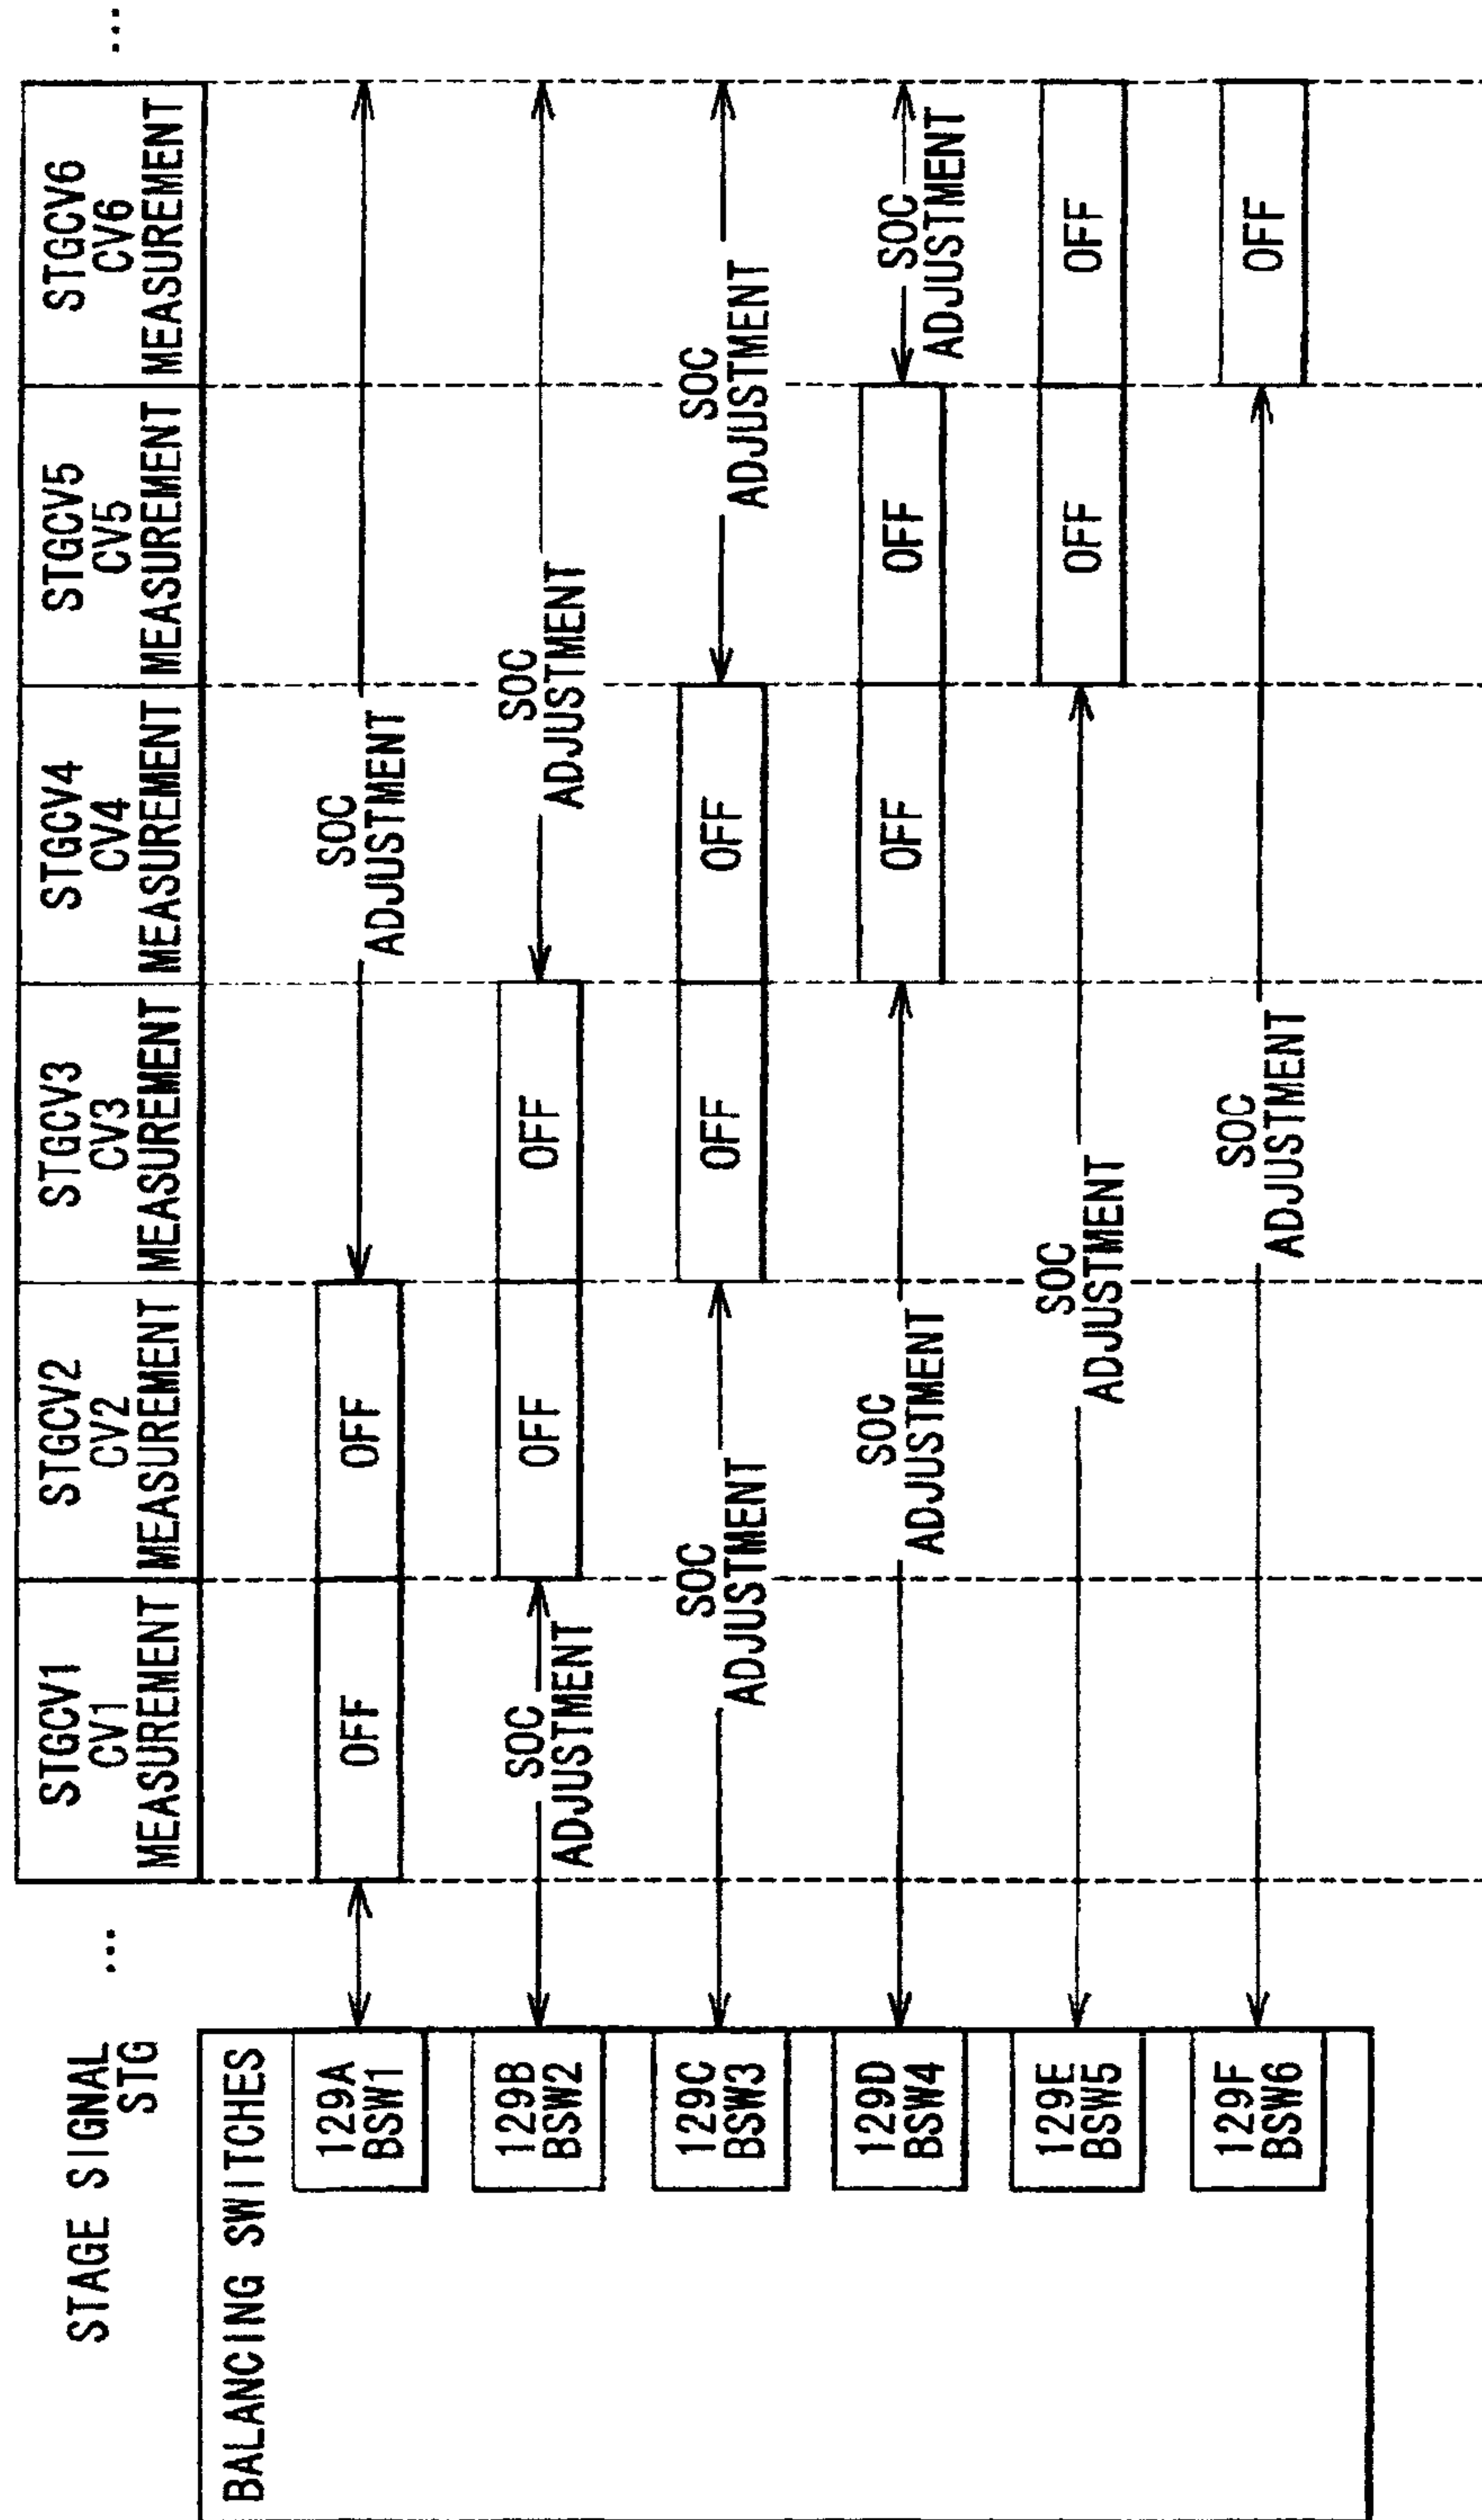 STAGE SIGNAL
STG
...
STGCV1
CV1
MEASUREMENT
STGCV2
CV2
MEASUREMENT
STGCV3
CV3
MEASUREMENT
STGCV4
CV4
MEASUREMENT
STGCV5
CV5
MEASUREMENT
STGCV6
CV6
MEASUREMENT
...
BALANCING SWITCHES
129A
BSW1
OFF
OFF
SOC
ADJUSTMENT
129B
BSW2
SOC
ADJUSTMENT
OFF
OFF
SOC
ADJUSTMENT
129C
BSW3
SOC
ADJUSTMENT
OFF
OFF
SOC
ADJUSTMENT
129D
BSW4
SOC
ADJUSTMENT
OFF
OFF
SOC
ADJUSTMENT
129E
BSW5
SOC
ADJUSTMENT
OFF
OFF
129F
BSW6
SOC
ADJUSTMENT
OFF